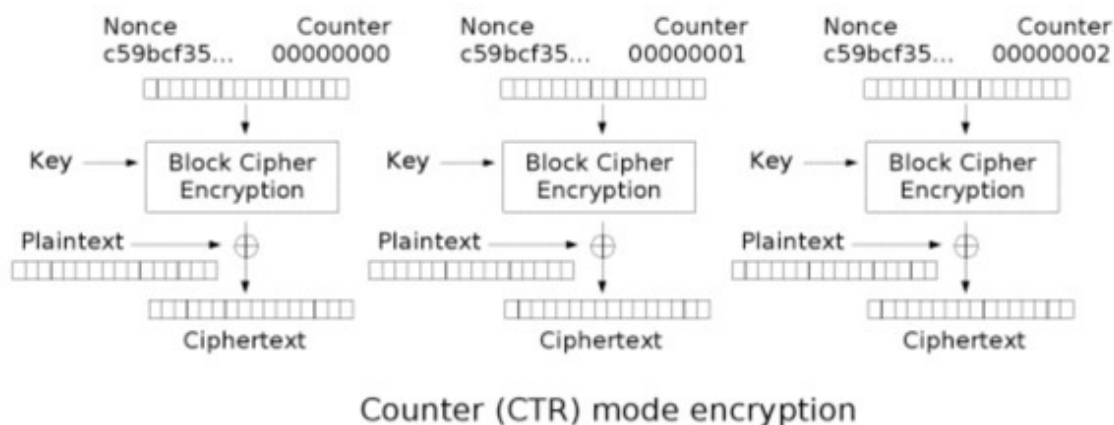 Nonce Counter
c59bcf35... 00000000
Key
Block Cipher
Encryption
Plaintext
Ciphertext
Nonce Counter
c59bcf35... 00000001
Key
Block Cipher
Encryption
Plaintext
Ciphertext
Nonce Counter
c59bcf35... 00000002
Key
Block Cipher
Encryption
Plaintext
Ciphertext
Counter (CTR) mode encryption